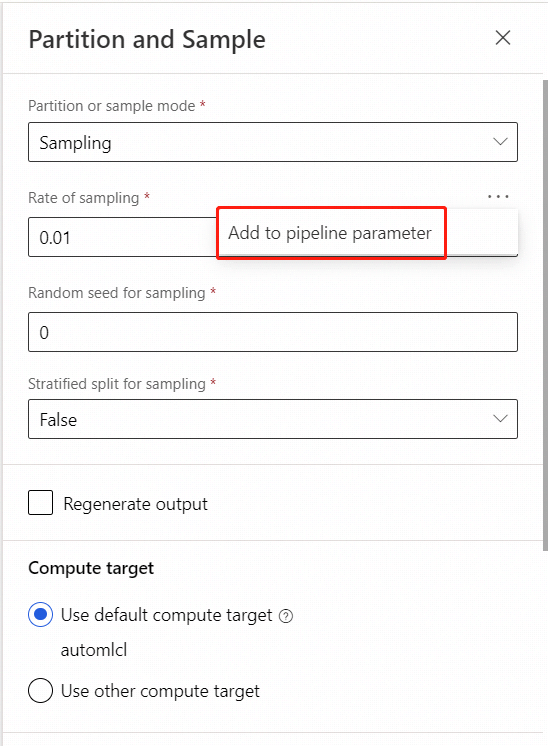 Partition and Sample
Partition or sample mode *
Sampling
Rate of sampling *
0.01
Add to pipeline parameter
Random seed for sampling *
0
Stratified split for sampling *
False
Regenerate output
Compute target
Use default compute target
automlcl
Use other compute target